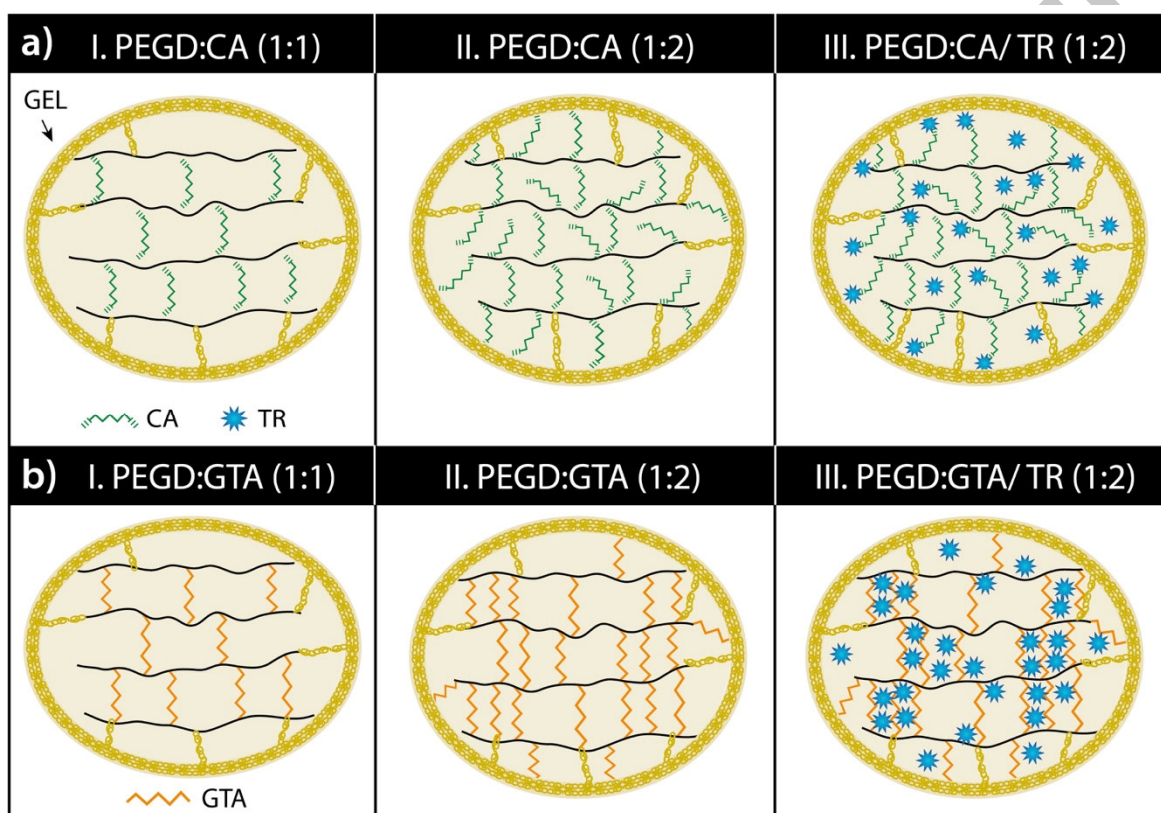 a) I. PEGD:CA (1:1) II. PEGD:CA (1:2) III. PEGD:CA/ TR (1:2)
GEL
CA TR
b) I. PEGD:GTA (1:1) II. PEGD:GTA (1:2) III. PEGD:GTA/ TR (1:2)
GTA